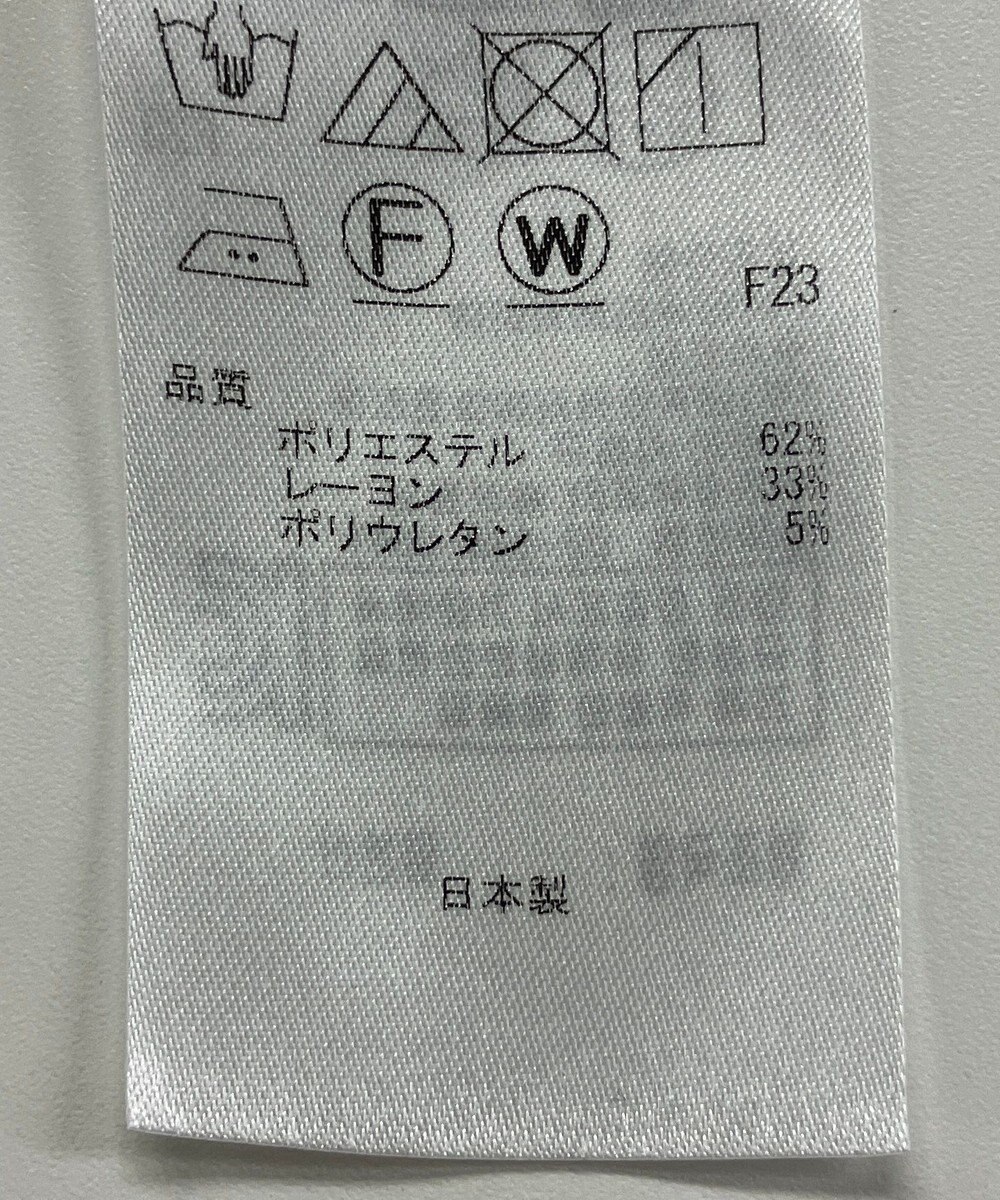 F
W
F23
品質
ポリエステル 62%
レーヨン 33%
ポリウレタン 5%
日本製